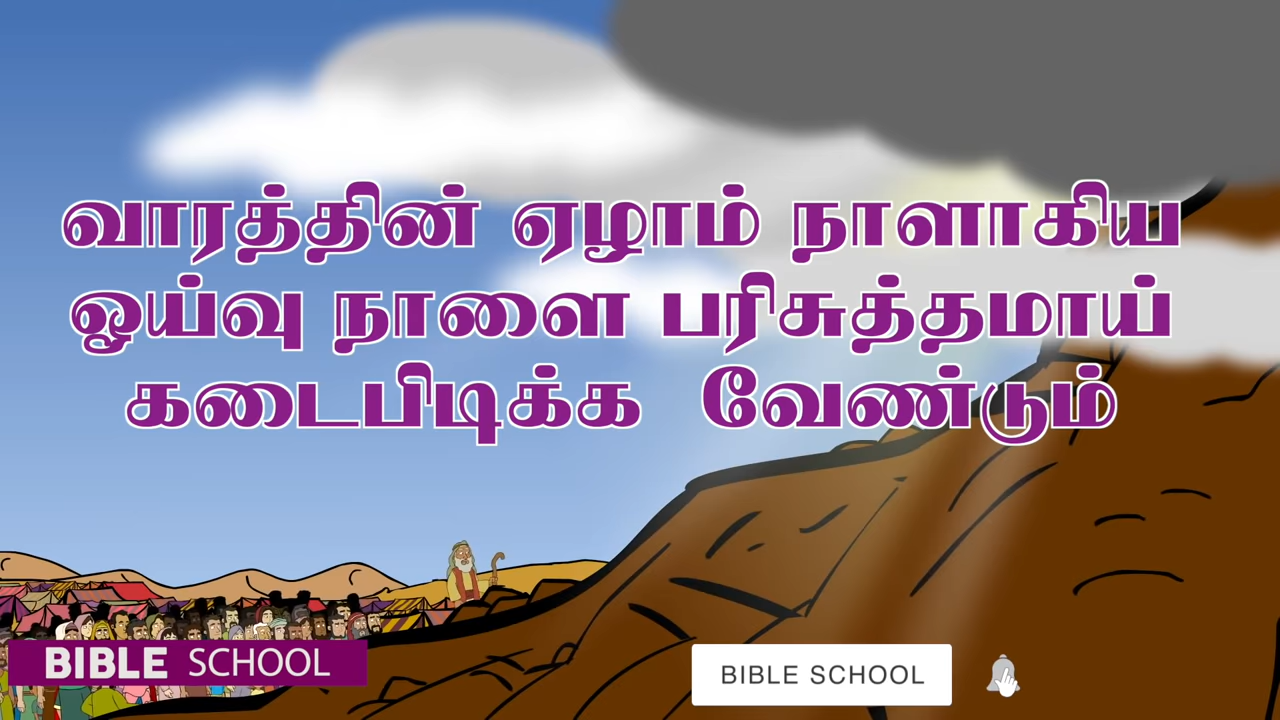 வாரத்தின் ஏழாம் நாளாகிய
ஓய்வு நாளை பரிசுத்தமாய்
கடைபிடிக்க வேண்டும்
BIBLE SCHOOL
BIBLE SCHOOL